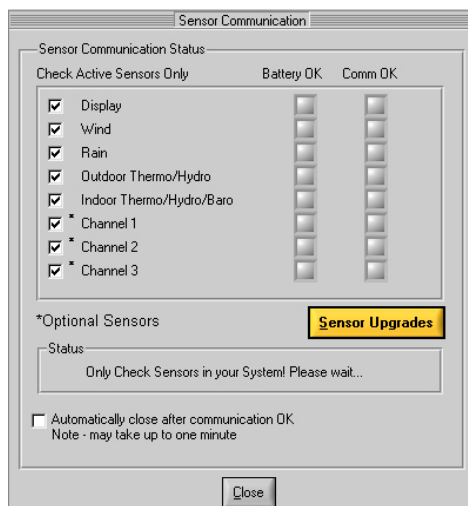 Sensor Communication
Sensor Communication Status
Check Active Sensors Only Battery OK Comm OK
Display
Wind
Rain
Outdoor Thermo/Hydro
Indoor Thermo/Hydro/Baro
* Channel 1
* Channel 2
* Channel 3
*Optional Sensors Sensor Upgrades
Status
Only Check Sensors in your System! Please wait...
Automatically close after communication OK
Note - may take up to one minute
Close